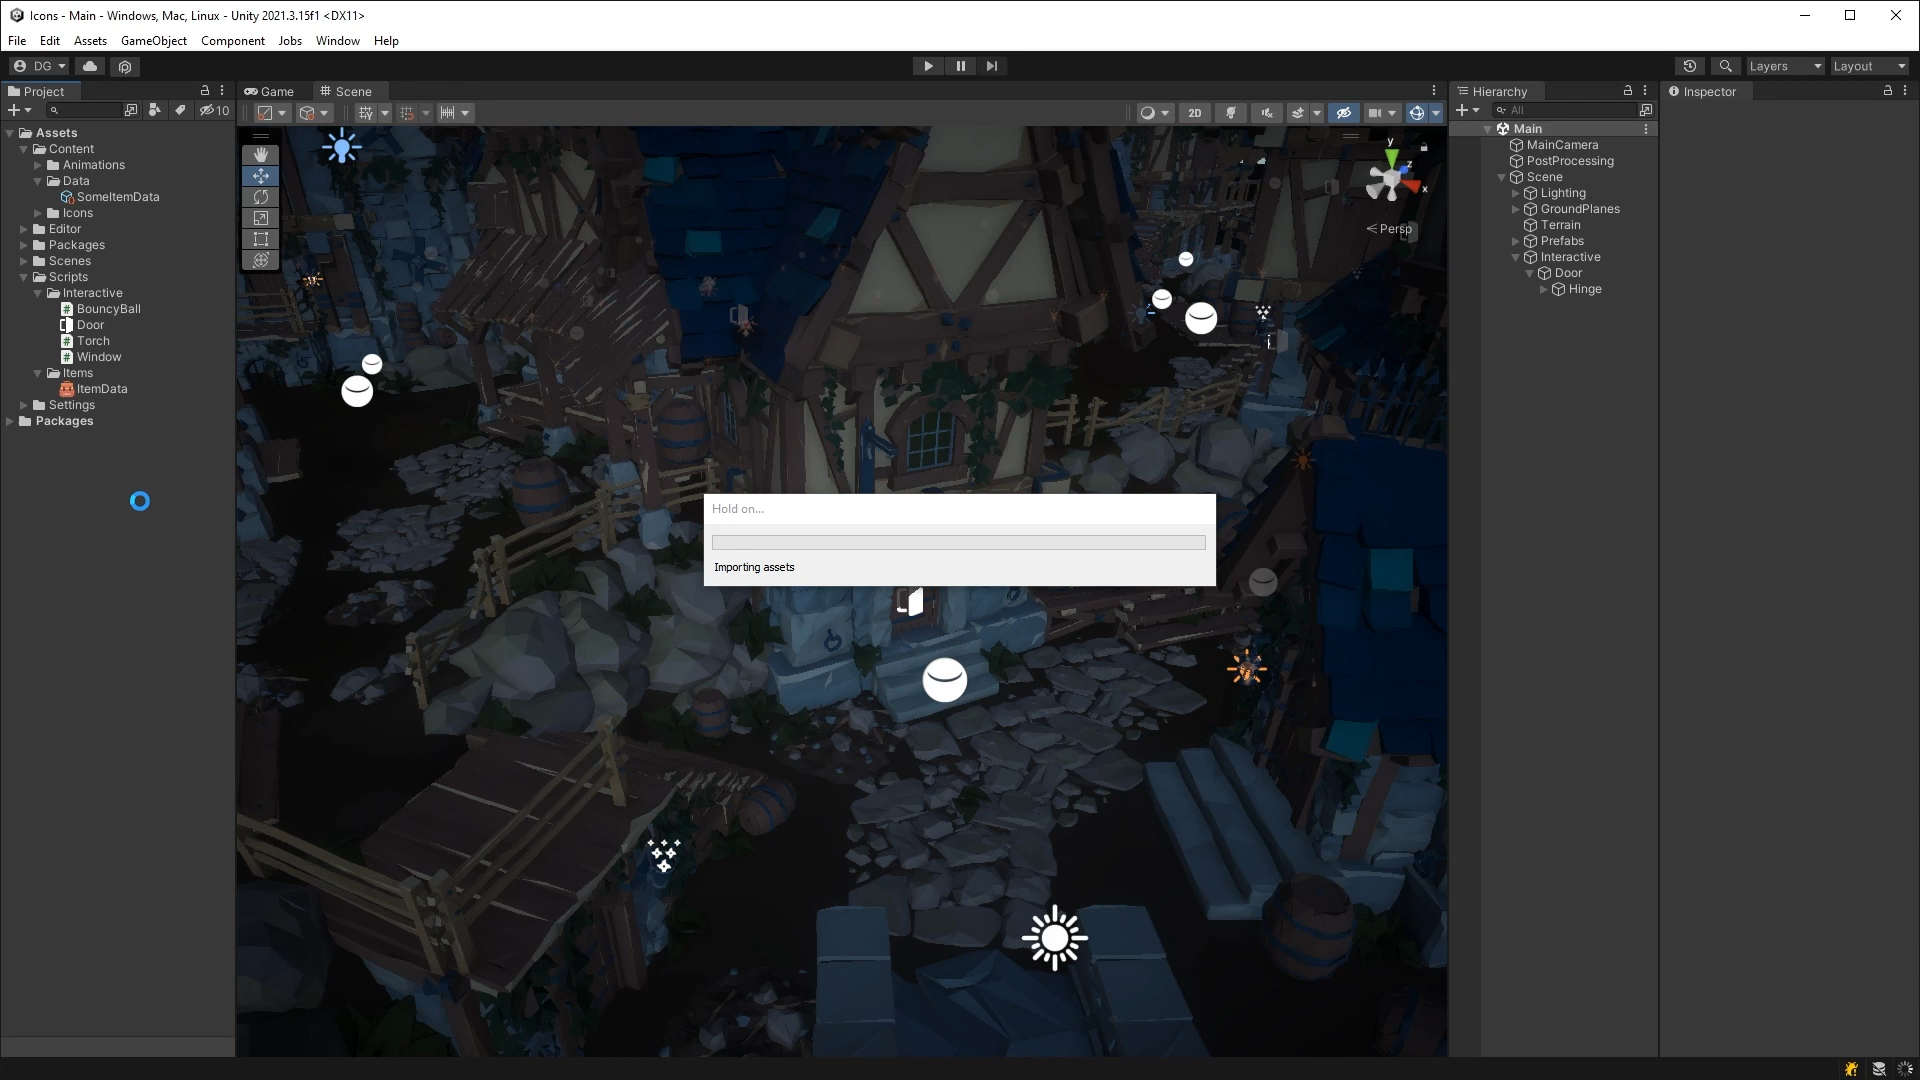 Icons - Main - Windows, Mac, Linux - Unity 2021.3.15f1 <DX11>
File Edit Assets GameObject Component Jobs Window Help
DG
Layers
Layout
Project
10
Assets
Content
Animations
Data
SomeItemData
Icons
Editor
Packages
Scenes
Scripts
Interactive
BouncyBall
Door
Torch
Window
Items
ItemData
Settings
Packages
Game
Scene
2D
y
z
x
Persp
Hold on...
Importing assets
Hierarchy
All
Main
MainCamera
PostProcessing
Scene
Lighting
GroundPlanes
Terrain
Prefabs
Interactive
Door
Hinge
Inspector